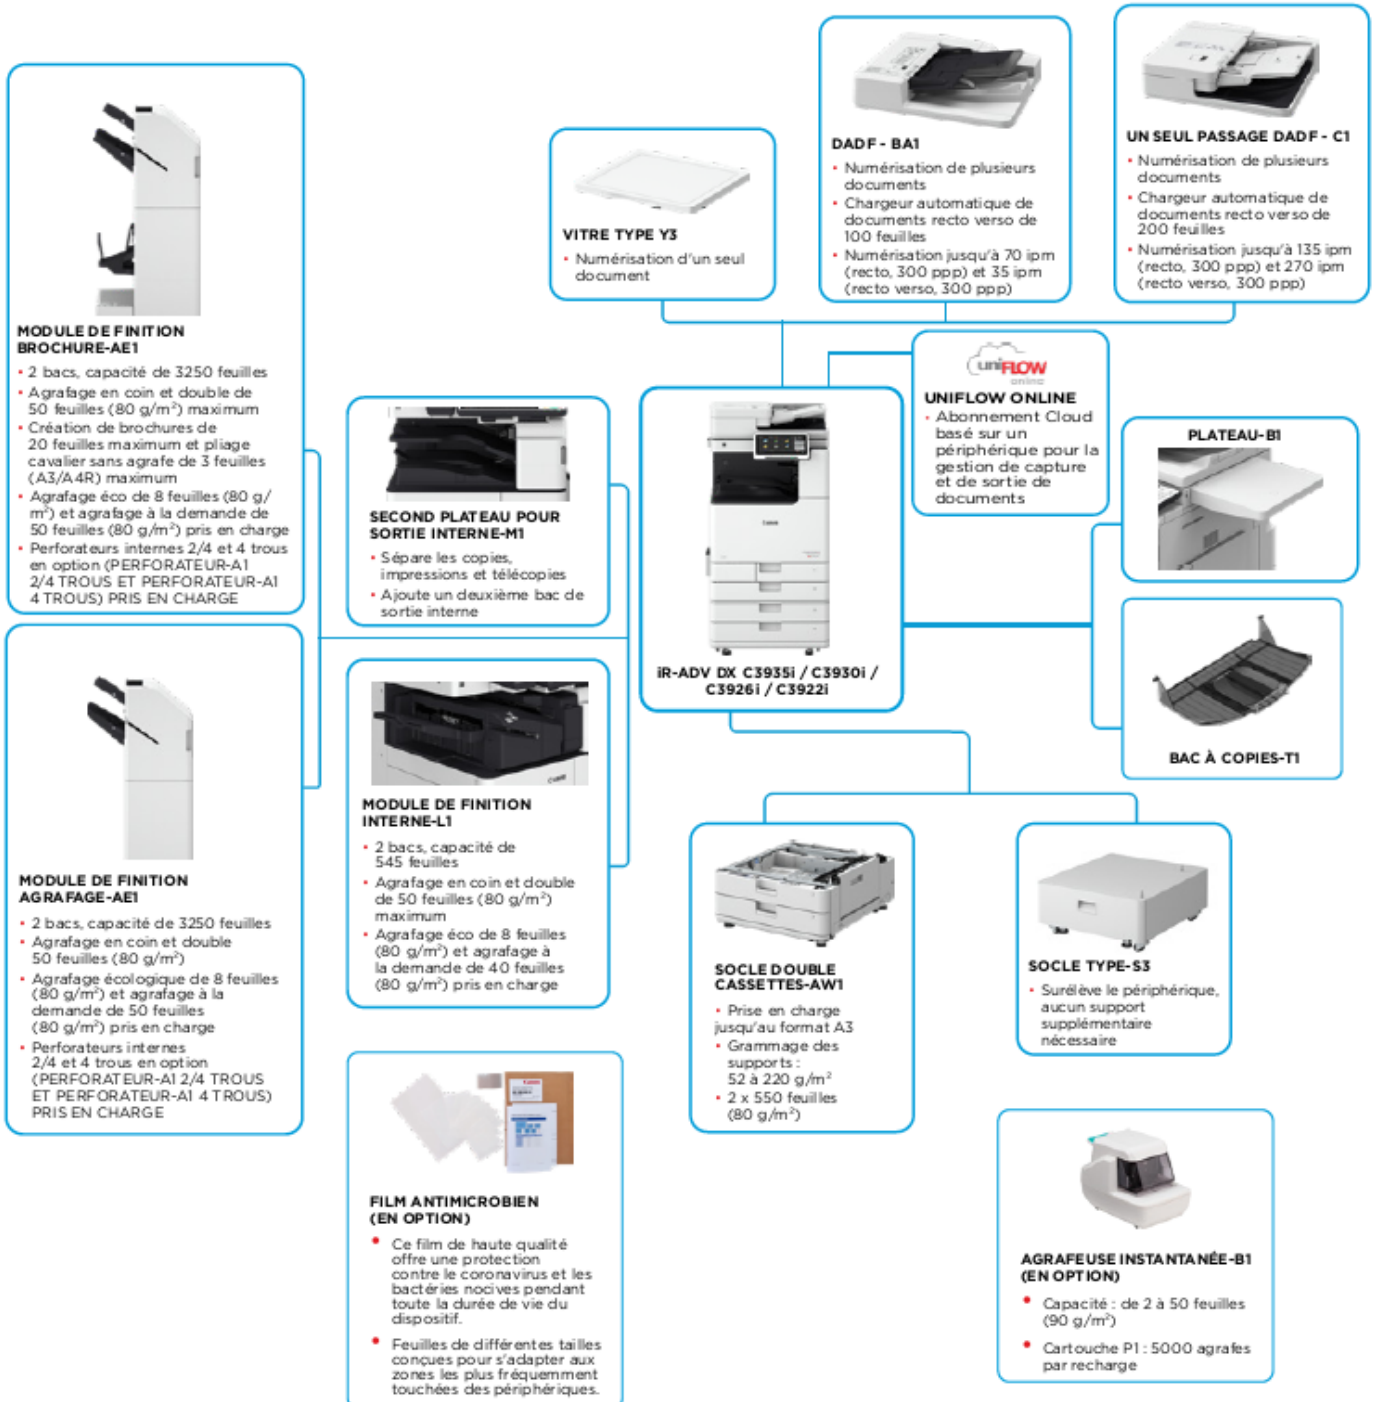 DADF - BA1
• Numérisation de plusieurs
documents
• Chargeur automatique de
documents recto verso de
100 feuilles
• Numérisation jusqu'à 70 ipm
(recto, 300 ppp) et 35 ipm
(recto verso, 300 ppp)
UN SEUL PASSAGE DADF - C1
• Numérisation de plusieurs
documents
• Chargeur automatique de
documents recto verso de
200 feuilles
• Numérisation jusqu'à 135 ipm
(recto, 300 ppp) et 270 ipm
(recto verso, 300 ppp)
VITRE TYPE Y3
• Numérisation d'un seul
document
MODULE DE FINITION
BROCHURE-AE1
• 2 bacs, capacité de 3250 feuilles
• Agrafage en coin et double de
50 feuilles (80 g/m²) maximum
• Création de brochures de
20 feuilles maximum et pliage
cavalier sans agrafe de 3 feuilles
(A3/A4R) maximum
• Agrafage éco de 8 feuilles (80 g/
m²) et agrafage à la demande de
50 feuilles (80 g/m²) pris en charge
• Perforateurs internes 2/4 et 4 trous
en option (PERFORATEUR-A1
2/4 TROUS ET PERFORATEUR-A1
4 TROUS) PRIS EN CHARGE
uniFLOW
online
UNIFLOW ONLINE
• Abonnement Cloud
basé sur un
périphérique pour la
gestion de capture
et de sortie de
documents
SECOND PLATEAU POUR
SORTIE INTERNE-M1
• Sépare les copies,
impressions et télécopies
• Ajoute un deuxième bac de
sortie interne
Canon
iR-ADV DX C3935i / C3930i /
C3926i / C3922i
PLATEAU-B1
BAC À COPIES-T1
MODULE DE FINITION
AGRAFAGE-AE1
• 2 bacs, capacité de 3250 feuilles
• Agrafage en coin et double
50 feuilles (80 g/m²)
• Agrafage écologique de 8 feuilles
(80 g/m²) et agrafage à la
demande de 50 feuilles
(80 g/m²) pris en charge
• Perforateurs internes
2/4 et 4 trous en option
(PERFORATEUR-A1 2/4 TROUS
ET PERFORATEUR-A1 4 TROUS)
PRIS EN CHARGE
Canon
MODULE DE FINITION
INTERNE-L1
• 2 bacs, capacité de
545 feuilles
• Agrafage en coin et double
de 50 feuilles (80 g/m²)
maximum
• Agrafage éco de 8 feuilles
(80 g/m²) et agrafage à
la demande de 40 feuilles
(80 g/m²) pris en charge
SOCLE DOUBLE
CASSETTES-AW1
• Prise en charge
jusqu'au format A3
• Grammage des
supports :
52 à 220 g/m²
• 2 x 550 feuilles
(80 g/m²)
SOCLE TYPE-S3
• Surélève le périphérique,
aucun support
supplémentaire
nécessaire
FILM ANTIMICROBIEN
(EN OPTION)
• Ce film de haute qualité
offre une protection
contre le coronavirus et les
bactéries nocives pendant
toute la durée de vie du
dispositif.
• Feuilles de différentes tailles
conçues pour s'adapter aux
zones les plus fréquemment
touchées des périphériques.
AGRAFEUSE INSTANTANÉE-B1
(EN OPTION)
• Capacité : de 2 à 50 feuilles
(90 g/m²)
• Cartouche P1 : 5000 agrafes
par recharge